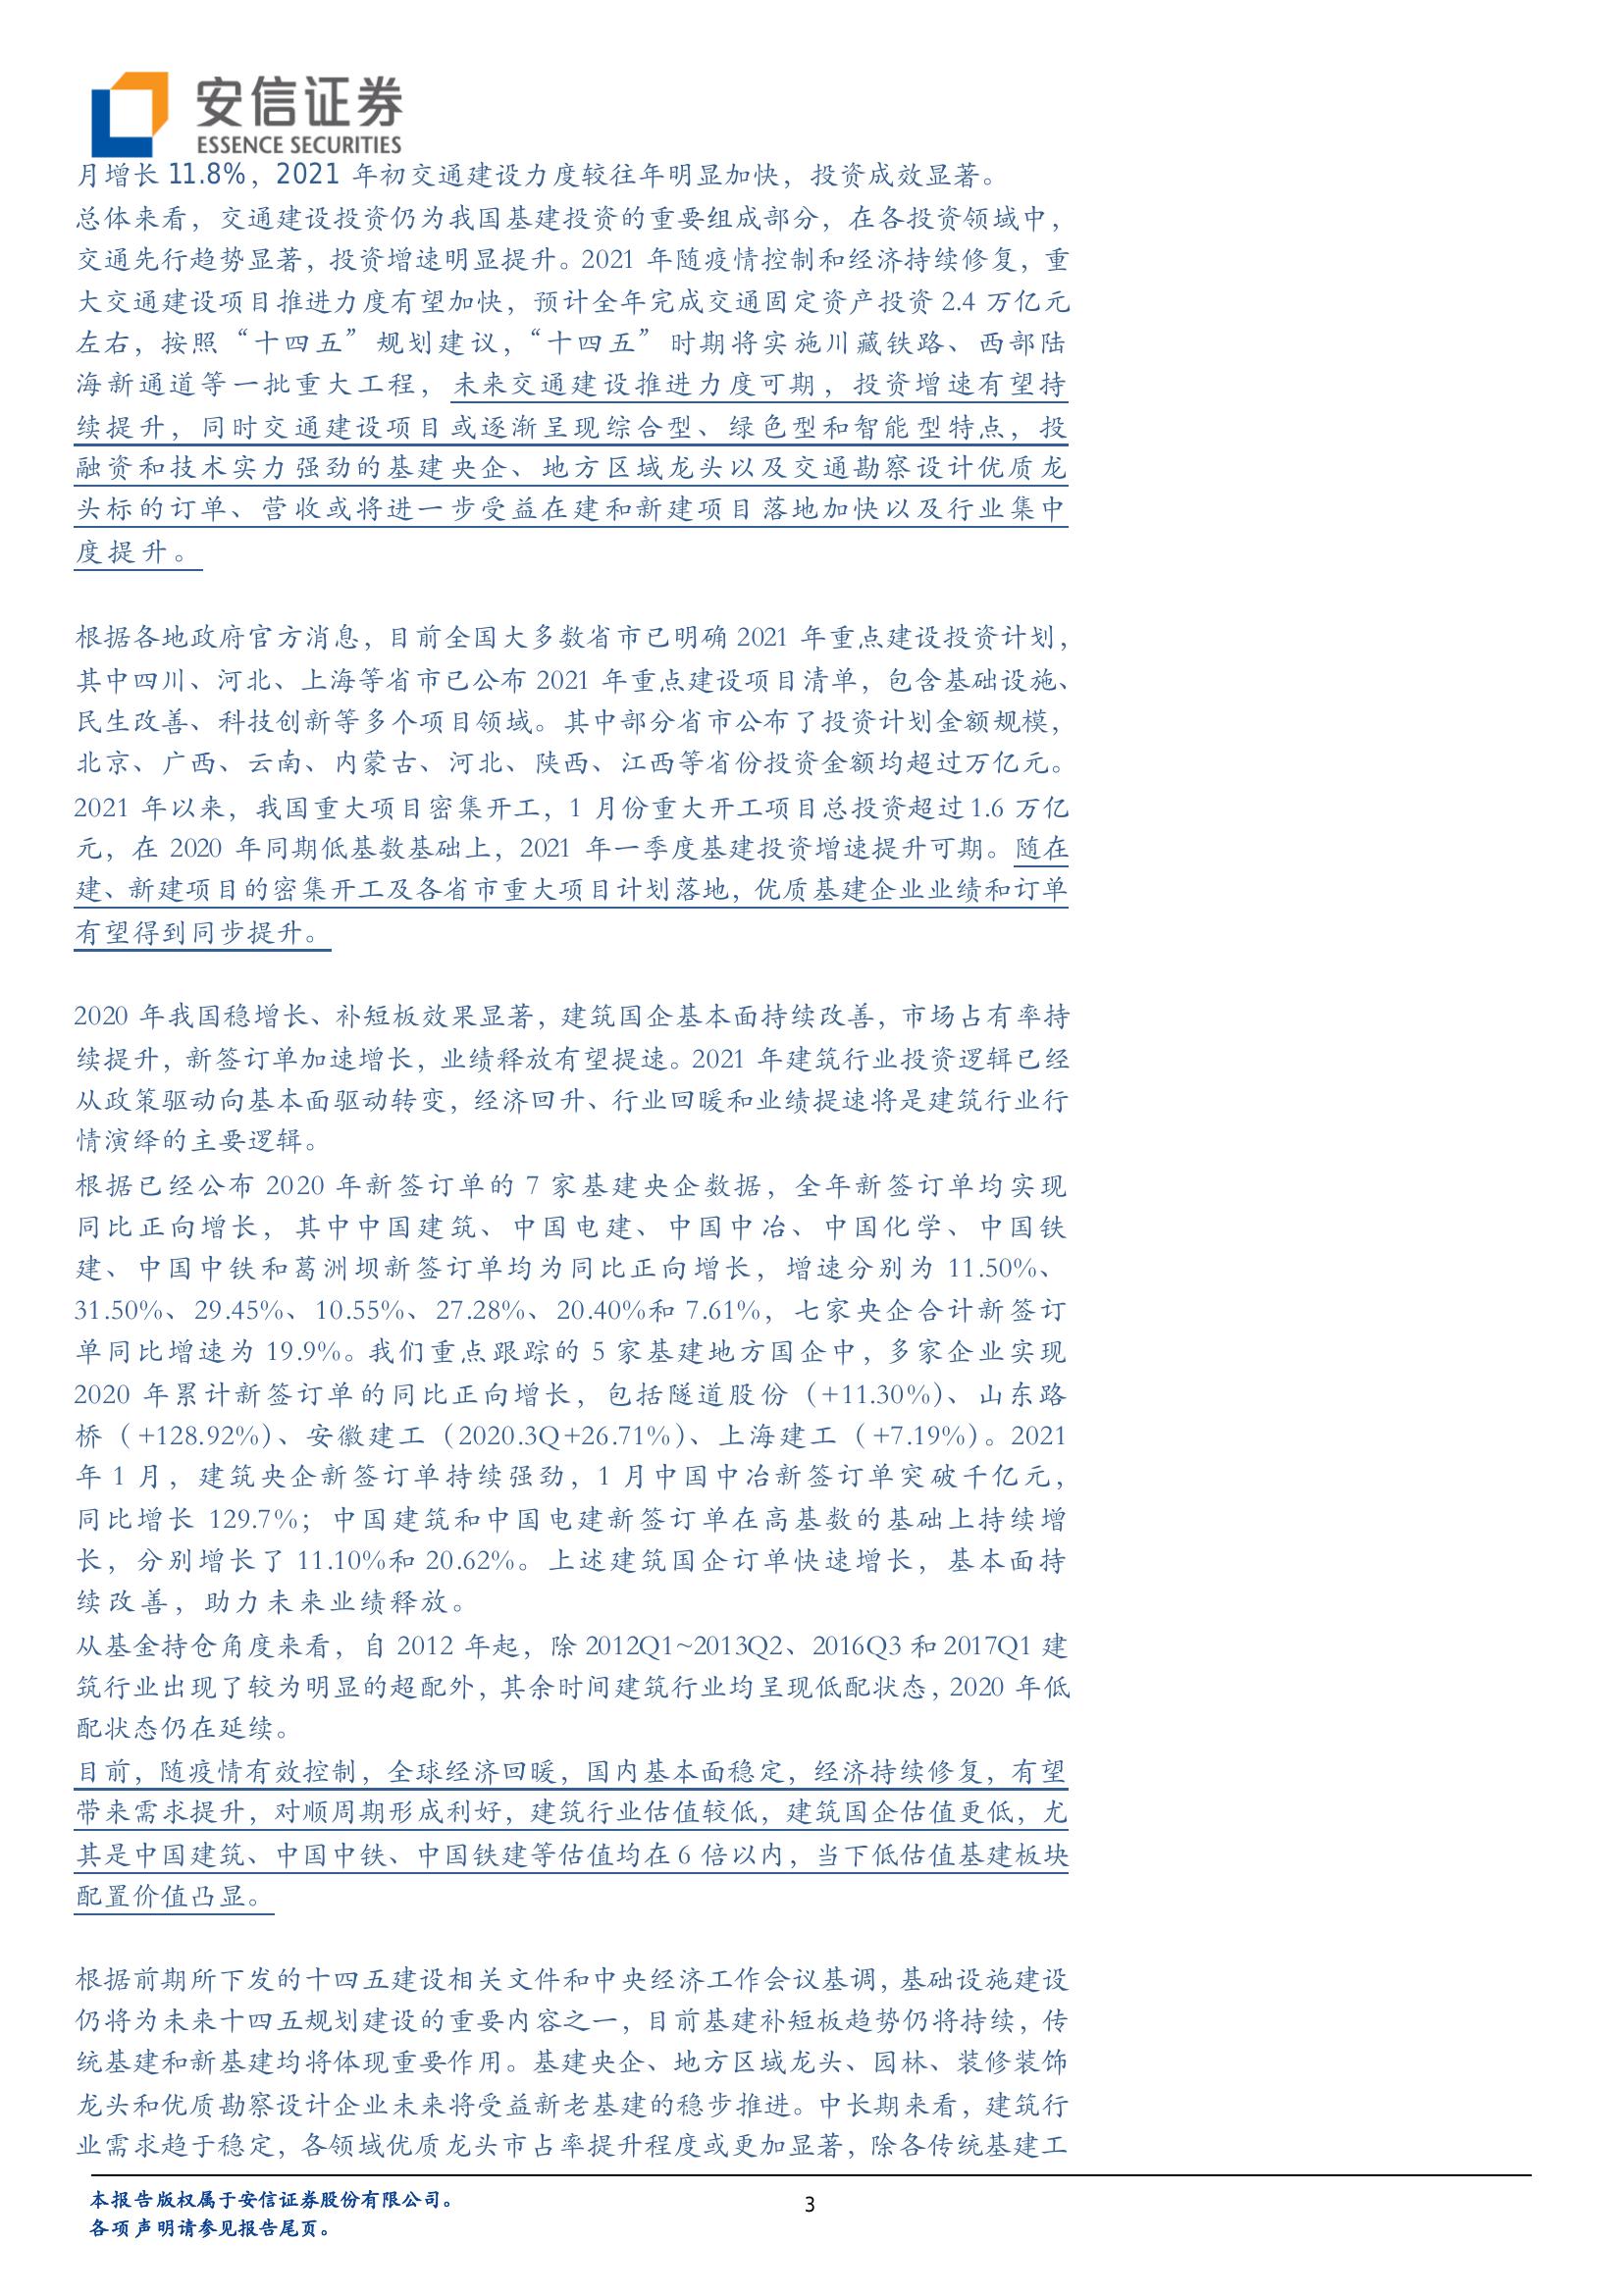 安信证券
ESSENCE SECURITIES
月增长 11.8%，2021 年初交通建设力度较往年明显加快，投资成效显著。
总体来看，交通建设投资仍为我国基建投资的重要组成部分，在各投资领域中，
交通先行趋势显著，投资增速明显提升。2021 年随疫情控制和经济持续修复，重
大交通建设项目推进力度有望加快，预计全年完成交通固定资产投资 2.4 万亿元
左右，按照“十四五”规划建议，“十四五”时期将实施川藏铁路、西部陆
海新通道等一批重大工程，未来交通建设推进力度可期，投资增速有望持
续提升，同时交通建设项目或逐渐呈现综合型、绿色型和智能型特点，投
融资和技术实力强劲的基建央企、地方区域龙头以及交通勘察设计优质龙
头标的订单、营收或将进一步受益在建和新建项目落地加快以及行业集中
度提升。
根据各地政府官方消息，目前全国大多数省市已明确 2021 年重点建设投资计划，
其中四川、河北、上海等省市已公布 2021 年重点建设项目清单，包含基础设施、
民生改善、科技创新等多个项目领域。其中部分省市公布了投资计划金额规模，
北京、广西、云南、内蒙古、河北、陕西、江西等省份投资金额均超过万亿元。
2021 年以来，我国重大项目密集开工，1 月份重大开工项目总投资超过 1.6 万亿
元，在 2020 年同期低基数基础上，2021 年一季度基建投资增速提升可期。随在
建、新建项目的密集开工及各省市重大项目计划落地，优质基建企业业绩和订单
有望得到同步提升。
2020 年我国稳增长、补短板效果显著，建筑国企基本面持续改善，市场占有率持
续提升，新签订单加速增长，业绩释放有望提速。2021 年建筑行业投资逻辑已经
从政策驱动向基本面驱动转变，经济回升、行业回暖和业绩提速将是建筑行业行
情演绎的主要逻辑。
根据已经公布 2020 年新签订单的 7 家基建央企数据，全年新签订单均实现
同比正向增长，其中中国建筑、中国电建、中国中冶、中国化学、中国铁
建、中国中铁和葛洲坝新签订单均为同比正向增长，增速分别为 11.50%、
31.50%、29.45%、10.55%、27.28%、20.40%和 7.61%，七家央企合计新签订
单同比增速为 19.9%。我们重点跟踪的 5 家基建地方国企中，多家企业实现
2020 年累计新签订单的同比正向增长，包括隧道股份（+11.30%）、山东路
桥（+128.92%）、安徽建工（2020.3Q+26.71%）、上海建工（+7.19%）。2021
年 1 月，建筑央企新签订单持续强劲，1 月中国中冶新签订单突破千亿元，
同比增长 129.7%；中国建筑和中国电建新签订单在高基数的基础上持续增
长，分别增长了 11.10%和 20.62%。上述建筑国企订单快速增长，基本面持
续改善，助力未来业绩释放。
从基金持仓角度来看，自 2012 年起，除 2012Q1~2013Q2、2016Q3 和 2017Q1 建
筑行业出现了较为明显的超配外，其余时间建筑行业均呈现低配状态，2020 年低
配状态仍在延续。
目前，随疫情有效控制，全球经济回暖，国内基本面稳定，经济持续修复，有望
带来需求提升，对顺周期形成利好，建筑行业估值较低，建筑国企估值更低，尤
其是中国建筑、中国中铁、中国铁建等估值均在 6 倍以内，当下低估值基建板块
配置价值凸显。
根据前期所下发的十四五建设相关文件和中央经济工作会议基调，基础设施建设
仍将为未来十四五规划建设的重要内容之一，目前基建补短板趋势仍将持续，传
统基建和新基建均将体现重要作用。基建央企、地方区域龙头、园林、装修装饰
龙头和优质勘察设计企业未来将受益新老基建的稳步推进。中长期来看，建筑行
业需求趋于稳定，各领域优质龙头市占率提升程度或更加显著，除各传统基建工
本报告版权属于安信证券股份有限公司。
3
各项声明请参见报告尾页。